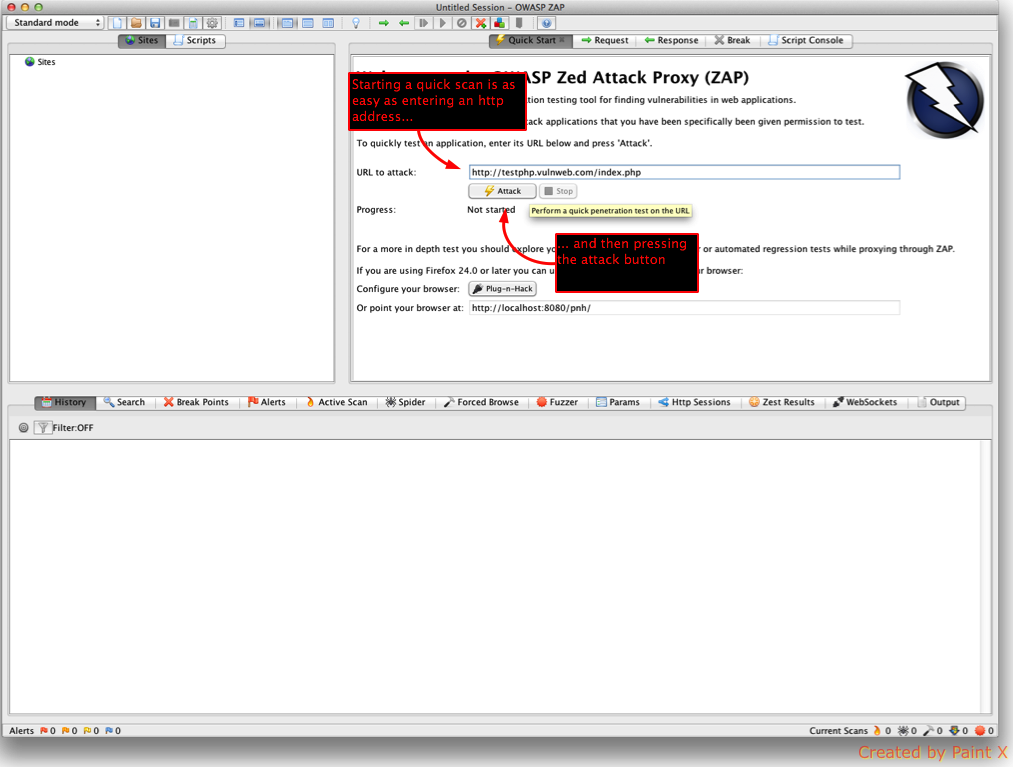 Untitled Session - OWASP ZAP
Standard mode
Sites
Scripts
Quick Start
Request
Response
Break
Script Console
Sites
OWASP Zed Attack Proxy (ZAP)
Starting a quick scan is as
easy as entering an http
address...
tion testing tool for finding vulnerabilities in web applications.
tack applications that you have been specifically been given permission to test.
To quickly test an application, enter its URL below and press 'Attack'.
URL to attack:
http://testphp.vulnweb.com/index.php
Attack
Stop
Progress:
Not started
Perform a quick penetration test on the URL
... and then pressing
the attack button
For a more in depth test you should explore yo
r or automated regression tests while proxying through ZAP.
If you are using Firefox 24.0 or later you can u
r browser:
Configure your browser:
Plug-n-Hack
Or point your browser at:
http://localhost:8080/pnh/
History
Search
Break Points
Alerts
Active Scan
Spider
Forced Browse
Fuzzer
Params
Http Sessions
Zest Results
WebSockets
Output
Filter:OFF
Alerts 0 0 0 0
Current Scans 0 0 0 0 0
Created by Paint X